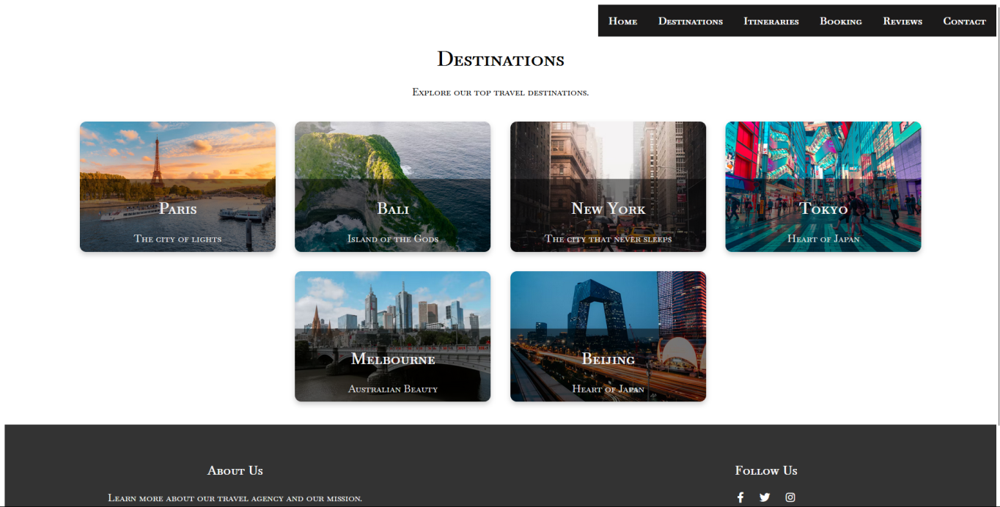 Home Destinations Itineraries Booking Reviews Contact
Destinations
Explore our top travel destinations.
Paris
The city of lights
Bali
Island of the Gods
New York
The city that never sleeps
Tokyo
Heart of Japan
Melbourne
Australian Beauty
Beijing
Heart of Japan
About Us
Learn more about our travel agency and our mission.
Follow Us